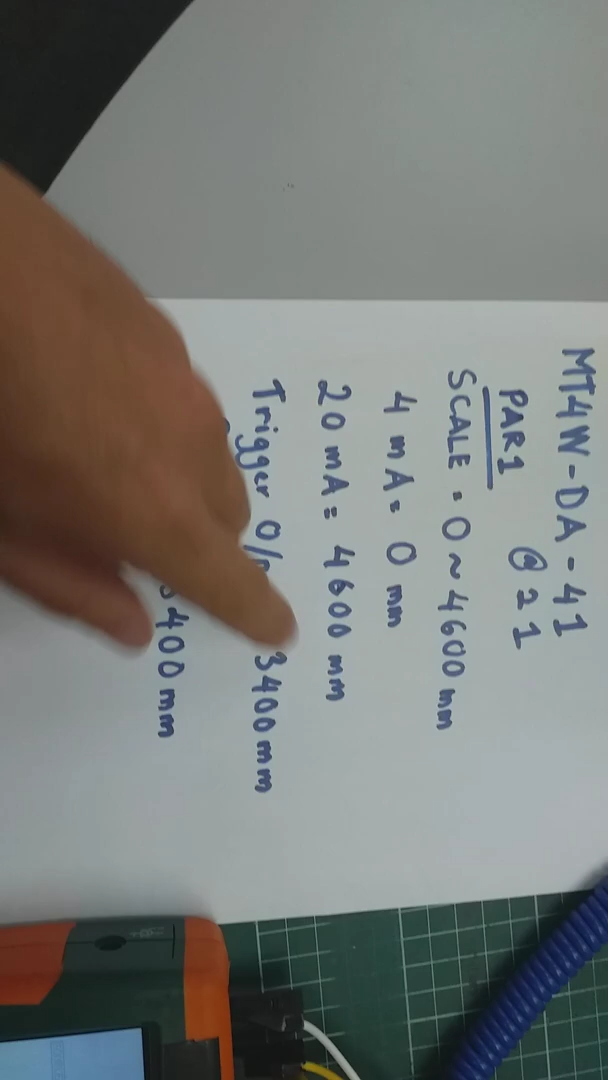 MT4W-DA-41
PAR1 @21
SCALE = 0 ~ 4600 mm
4 mA = 0 mm
20 mA = 4600 mm
Trigger O/P 3400 mm
3400 mm